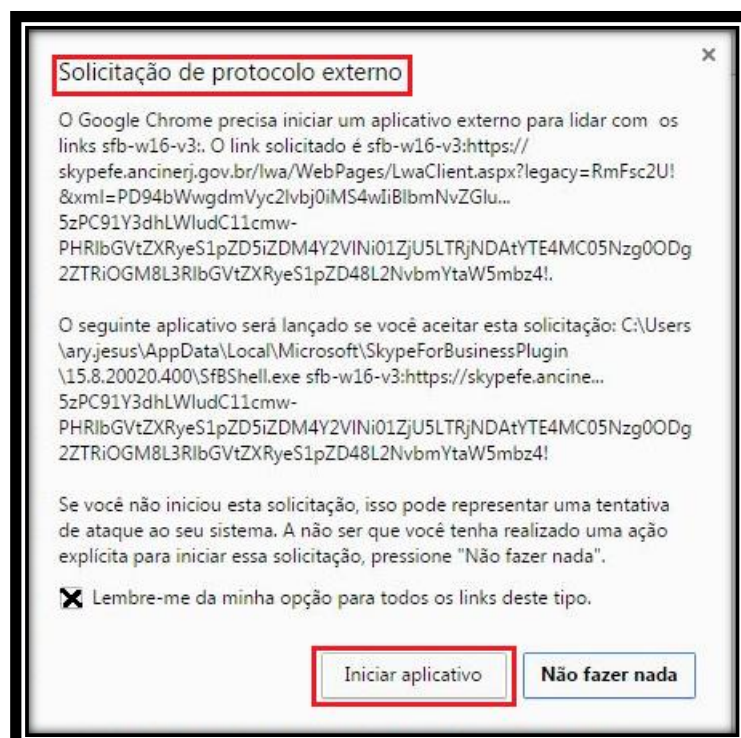 Solicitação de protocolo externo
O Google Chrome precisa iniciar um aplicativo externo para lidar com os
links sfb-w16-v3:. O link solicitado é sfb-w16-v3:https://
skypefe.ancinerj.gov.br/lwa/WebPages/LwaClient.aspx?legacy=RmFsc2U!
&xml=PD94bWwgdmVyc2lvbj0iMS4wIiBlbmNvZGlu...
5zPC91Y3dhLWludC11cmw-
PHRlbGVtZXRyeS1pZD5iZDM4Y2VlNi01ZjU5LTRjNDAtYTE4MC05Nzg0ODg
2ZTRiOGM8L3RlbGVtZXRyeS1pZD48L2NvbmYtaW5mbz4!.
O seguinte aplicativo será lançado se você aceitar esta solicitação: C:\Users
\ary.jesus\AppData\Local\Microsoft\SkypeForBusinessPlugin
\15.8.20020.400\SfBShell.exe sfb-w16-v3:https://skypefe.ancine...
5zPC91Y3dhLWludC11cmw-
PHRlbGVtZXRyeS1pZD5iZDM4Y2VlNi01ZjU5LTRjNDAtYTE4MC05Nzg0ODg
2ZTRiOGM8L3RlbGVtZXRyeS1pZD48L2NvbmYtaW5mbz4!
Se você não iniciou esta solicitação, isso pode representar uma tentativa
de ataque ao seu sistema. A não ser que você tenha realizado uma ação
explícita para iniciar essa solicitação, pressione "Não fazer nada".
Lembre-me da minha opção para todos os links deste tipo.
Iniciar aplicativo
Não fazer nada